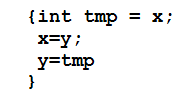 {int tmp = x;
x=y;
y=tmp
}